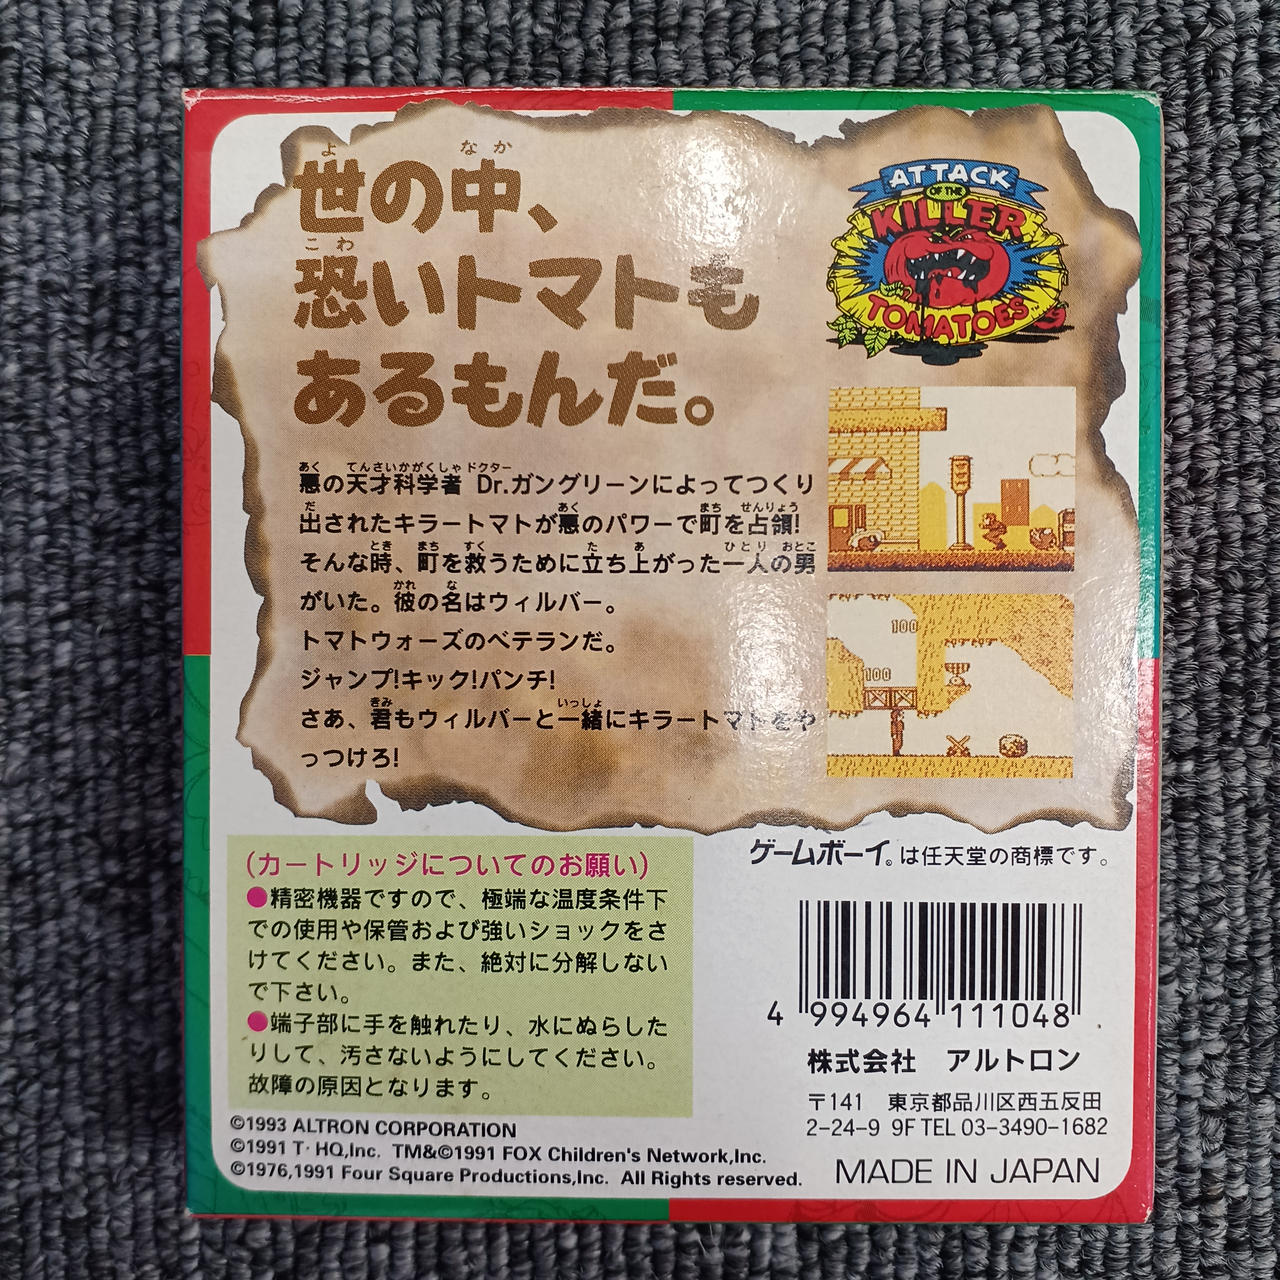 世の中、
恐いトマトも
あるもんだ。
ATTACK
OF THE
KILLER
TOMATOES
悪の天才科学者 Dr.ガングリーンによってつくり
出されたキラートマトが悪のパワーで町を占領!
そんな時、町を救うために立ち上がった一人の男
がいた。彼の名はウィルバー。
トマトウォーズのベテランだ。
ジャンプ!キック!パンチ!
さあ、君もウィルバーと一緒にキラートマトをや
っつけろ!
100
100
(カートリッジについてのお願い)
●精密機器ですので、極端な温度条件下
での使用や保管および強いショックをさ
けてください。また、絶対に分解しない
で下さい。
●端子部に手を触れたり、水にぬらした
りして、汚さないようにしてください。
故障の原因となります。
ゲームボーイ®は任天堂の商標です。
4 994964 111048
株式会社 アルトロン
〒141 東京都品川区西五反田
2-24-9 9F TEL 03-3490-1682
©1993 ALTRON CORPORATION
©1991 T·HQ,Inc. TM&©1991 FOX Children's Network,Inc.
©1976,1991 Four Square Productions,Inc. All Rights reserved.
MADE IN JAPAN